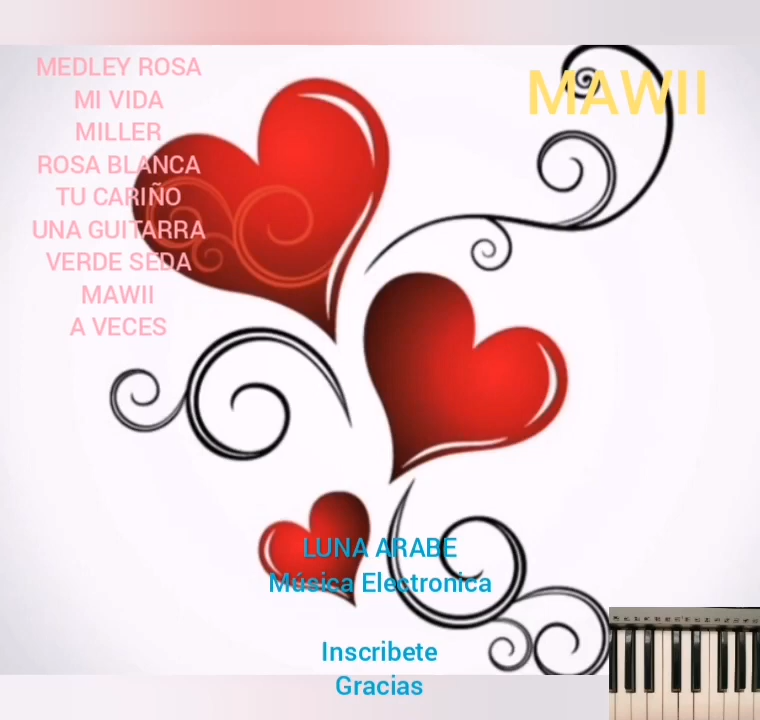 MEDLEY ROSA
MI VIDA
MILLER
ROSA BLANCA
TU CARIÑO
UNA GUITARRA
VERDE SEDA
MAWII
A VECES
MAWII
LUNA ARABE
Música Electronica
Inscribete
Gracias